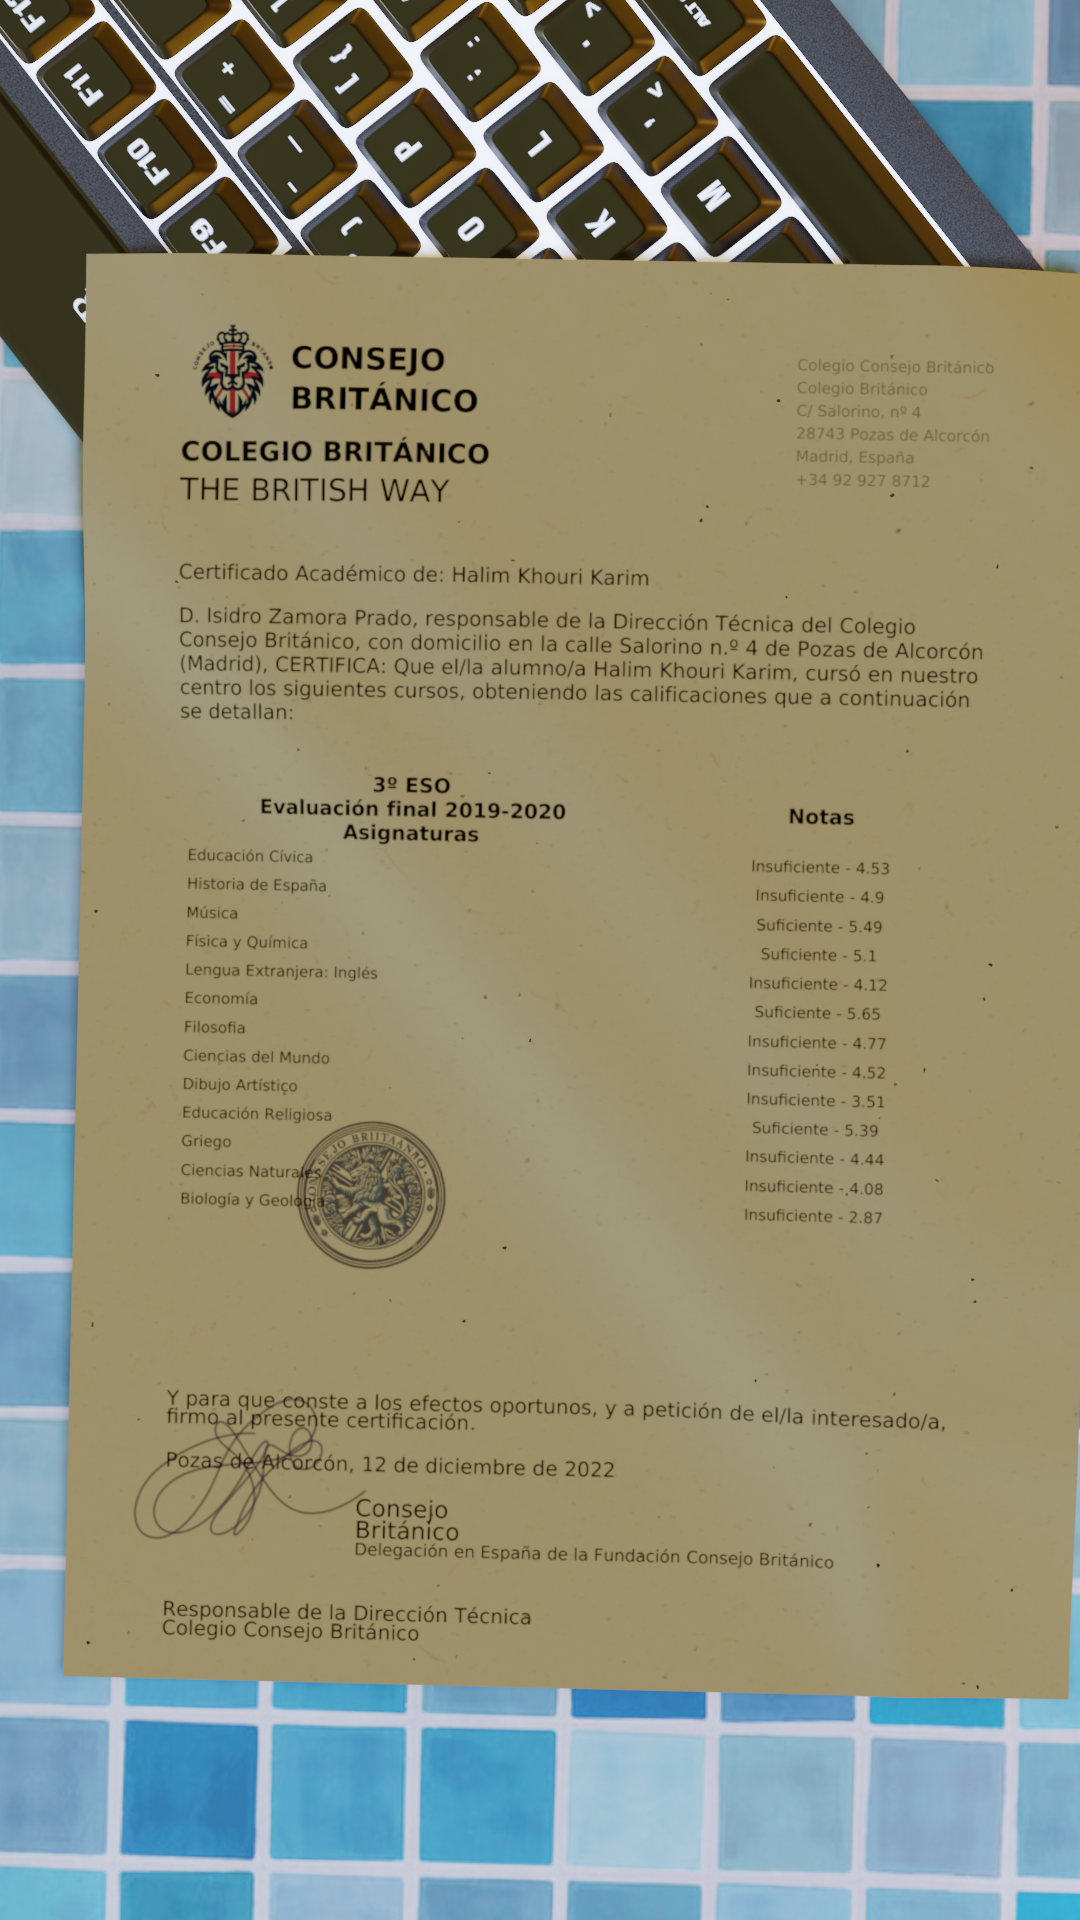 F11
+
=
{
[
:
;
<
.
ALT
F10
_
-
P
L
>
,
F9
)
O
K
M
CONSEJO
BRITÁNICO
COLEGIO BRITÁNICO
THE BRITISH WAY
Colegio Consejo Británico
Colegio Británico
C/ Salorino, nº 4
28743 Pozas de Alcorcón
Madrid, España
+34 92 927 8712
Certificado Académico de: Halim Khouri Karim
D. Isidro Zamora Prado, responsable de la Dirección Técnica del Colegio
Consejo Británico, con domicilio en la calle Salorino n.º 4 de Pozas de Alcorcón
(Madrid), CERTIFICA: Que el/la alumno/a Halim Khouri Karim, cursó en nuestro
centro los siguientes cursos, obteniendo las calificaciones que a continuación
se detallan:
3º ESO
Evaluación final 2019-2020
Asignaturas Notas
Educación Cívica Insuficiente - 4.53
Historia de España Insuficiente - 4.9
Música Suficiente - 5.49
Física y Química Suficiente - 5.1
Lengua Extranjera: Inglés Insuficiente - 4.12
Economía Suficiente - 5.65
Filosofia Insuficiente - 4.77
Ciencias del Mundo Insuficiente - 4.52
Dibujo Artístico Insuficiente - 3.51
Educación Religiosa Suficiente - 5.39
Griego Insuficiente - 4.44
Ciencias Naturales Insuficiente - 4.08
Biología y Geología Insuficiente - 2.87
Y para que conste a los efectos oportunos, y a petición de el/la interesado/a,
firmo al presente certificación.
Pozas de Alcorcón, 12 de diciembre de 2022
Consejo
Británico
Delegación en España de la Fundación Consejo Británico
Responsable de la Dirección Técnica
Colegio Consejo Británico